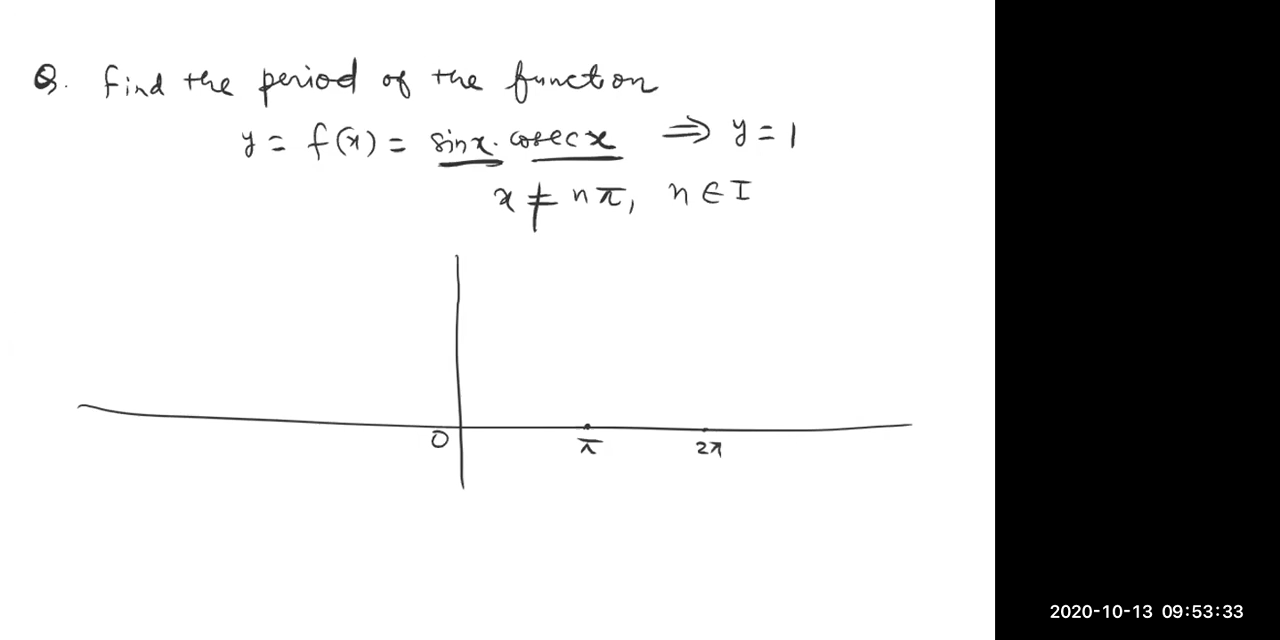 Q. Find the period of the function
y = f(x) = sinx. cosecx ⇒ y = 1
x ≠ nπ, n ∈ I
0 π 2π
2020-10-13 09:53:33